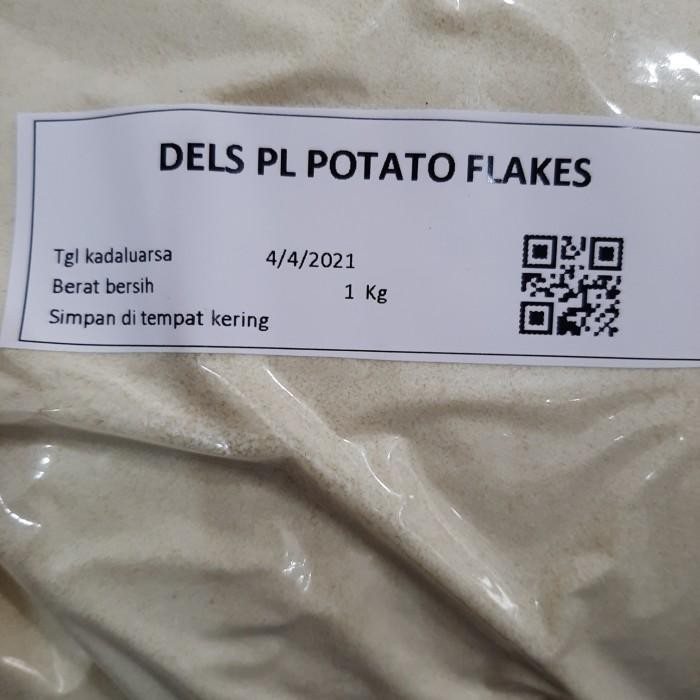 DELS PL POTATO FLAKES
Tgl kadaluarsa 4/4/2021
Berat bersih 1 Kg
Simpan di tempat kering